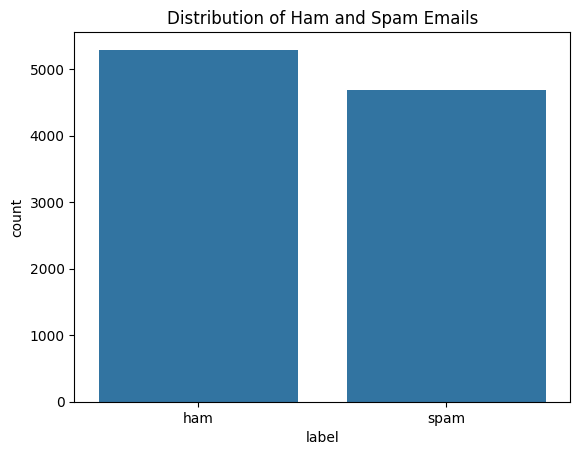 Distribution of Ham and Spam Emails
5000
4000
3000
2000
1000
0
count
ham
spam
label